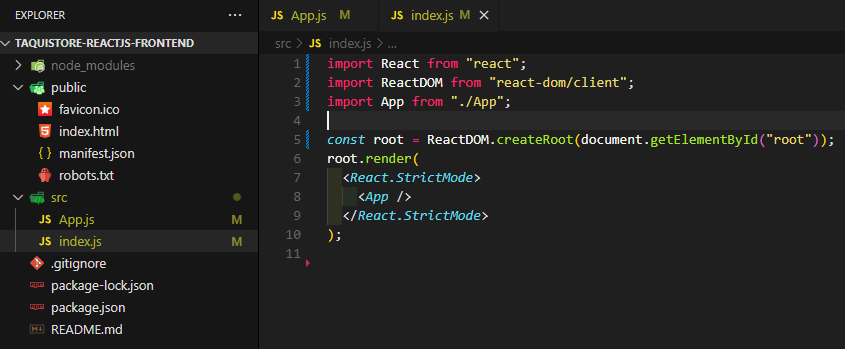 EXPLORER
TAQUISTORE-REACTJS-FRONTEND
node_modules
public
favicon.ico
index.html
manifest.json
robots.txt
src
JS App.js M
JS index.js M
.gitignore
package-lock.json
package.json
README.md
JS App.js M JS index.js M
src > JS index.js > ...
1 import React from "react";
2 import ReactDOM from "react-dom/client";
3 import App from "./App";
4
5 const root = ReactDOM.createRoot(document.getElementById("root"));
6 root.render(
7 <React.StrictMode>
8 <App />
9 </React.StrictMode>
10 );
11